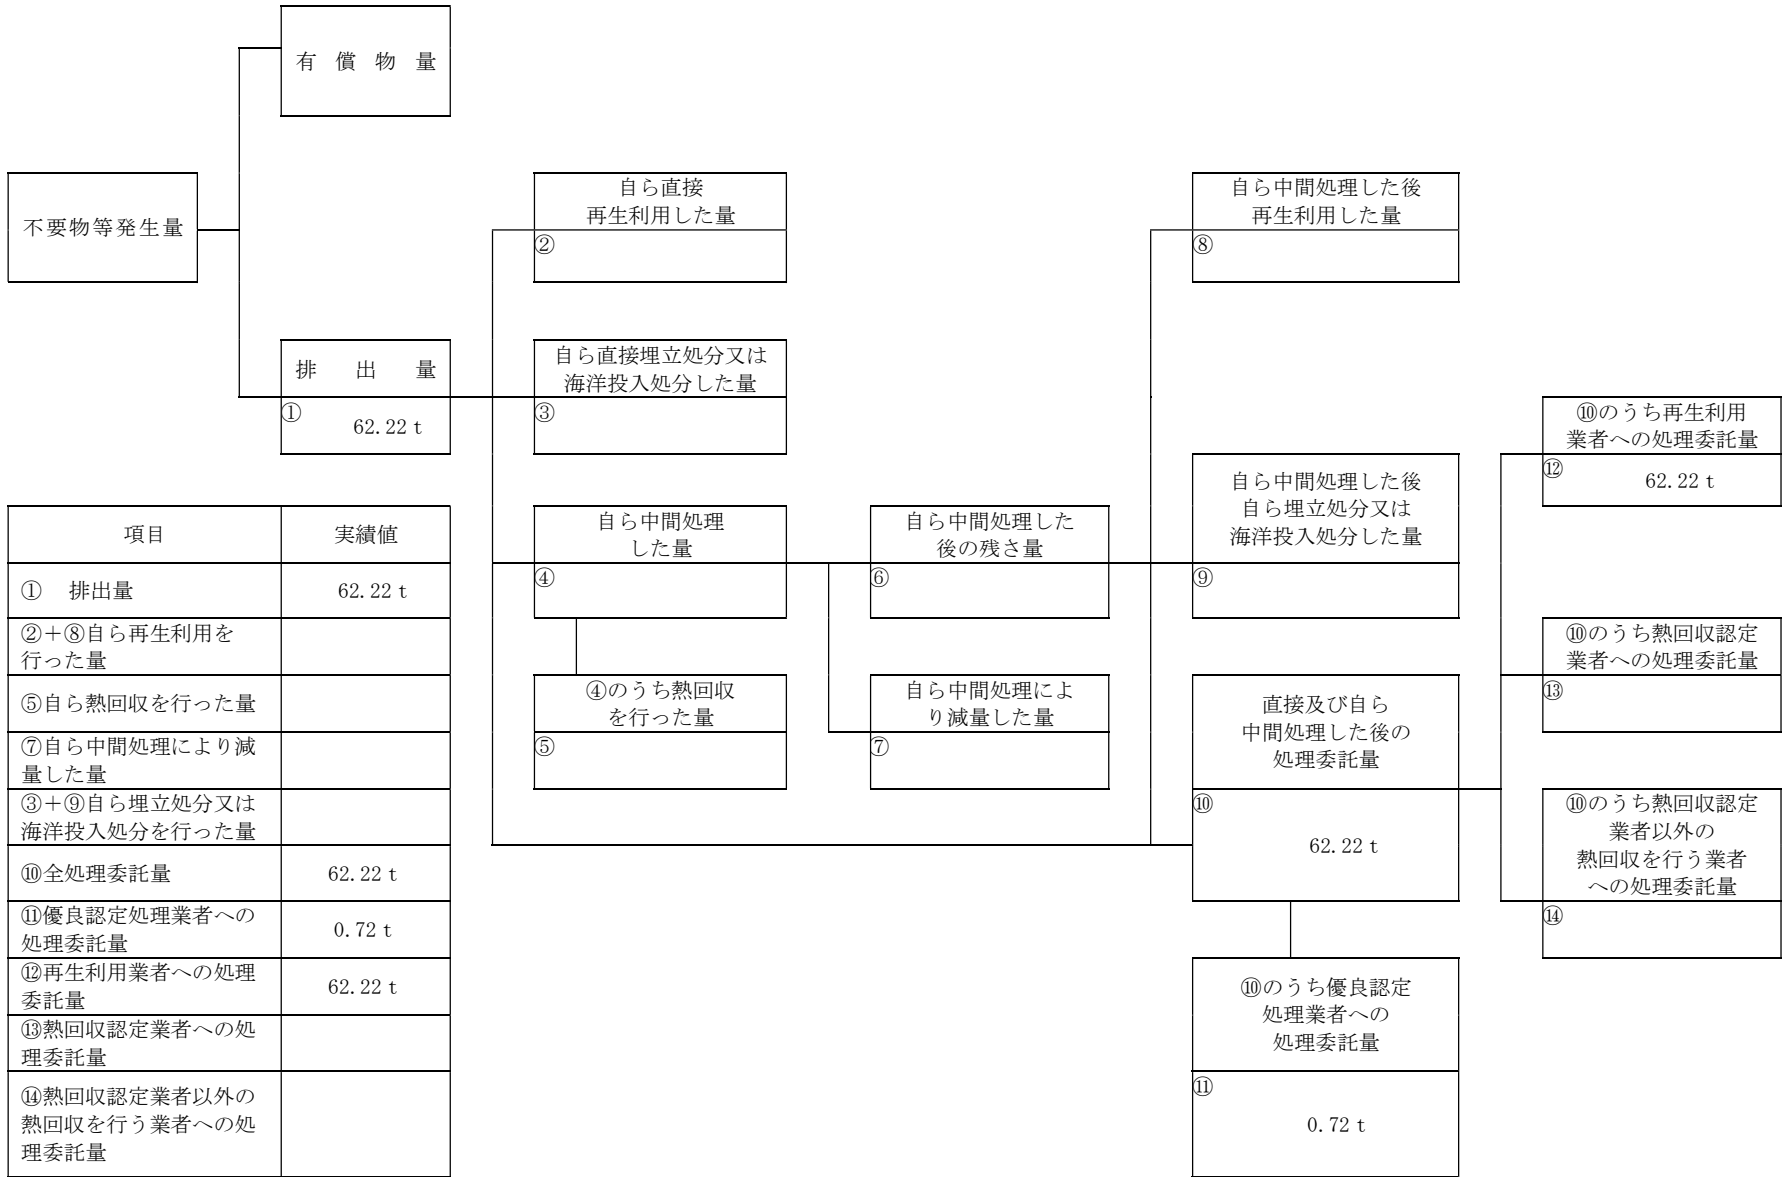 有償物量
不要物等発生量
自ら直接
再生利用した量
②
自ら中間処理した後
再生利用した量
⑧
排出量
①
62.22 t
自ら直接埋立処分又は
海洋投入処分した量
③
⑩のうち再生利用
業者への処理委託量
⑫
62.22 t
自ら中間処理
した量
④
自ら中間処理した
後の残さ量
⑥
自ら中間処理した後
自ら埋立処分又は
海洋投入処分した量
⑨
⑩のうち熱回収認定
業者への処理委託量
⑬
④のうち熱回収
を行った量
⑤
自ら中間処理によ
り減量した量
⑦
直接及び自ら
中間処理した後の
処理委託量
⑩
62.22 t
⑩のうち熱回収認定
業者以外の
熱回収を行う業者
への処理委託量
⑭
⑩のうち優良認定
処理業者への
処理委託量
⑪
0.72 t
項目 実績値
① 排出量 62.22 t
②＋⑧自ら再生利用を
行った量
⑤自ら熱回収を行った量
⑦自ら中間処理により減
量した量
③＋⑨自ら埋立処分又は
海洋投入処分を行った量
⑩全処理委託量 62.22 t
⑪優良認定処理業者への
処理委託量
0.72 t
⑫再生利用業者への処理
委託量
62.22 t
⑬熱回収認定業者への処
理委託量
⑭熱回収認定業者以外の
熱回収を行う業者への処
理委託量